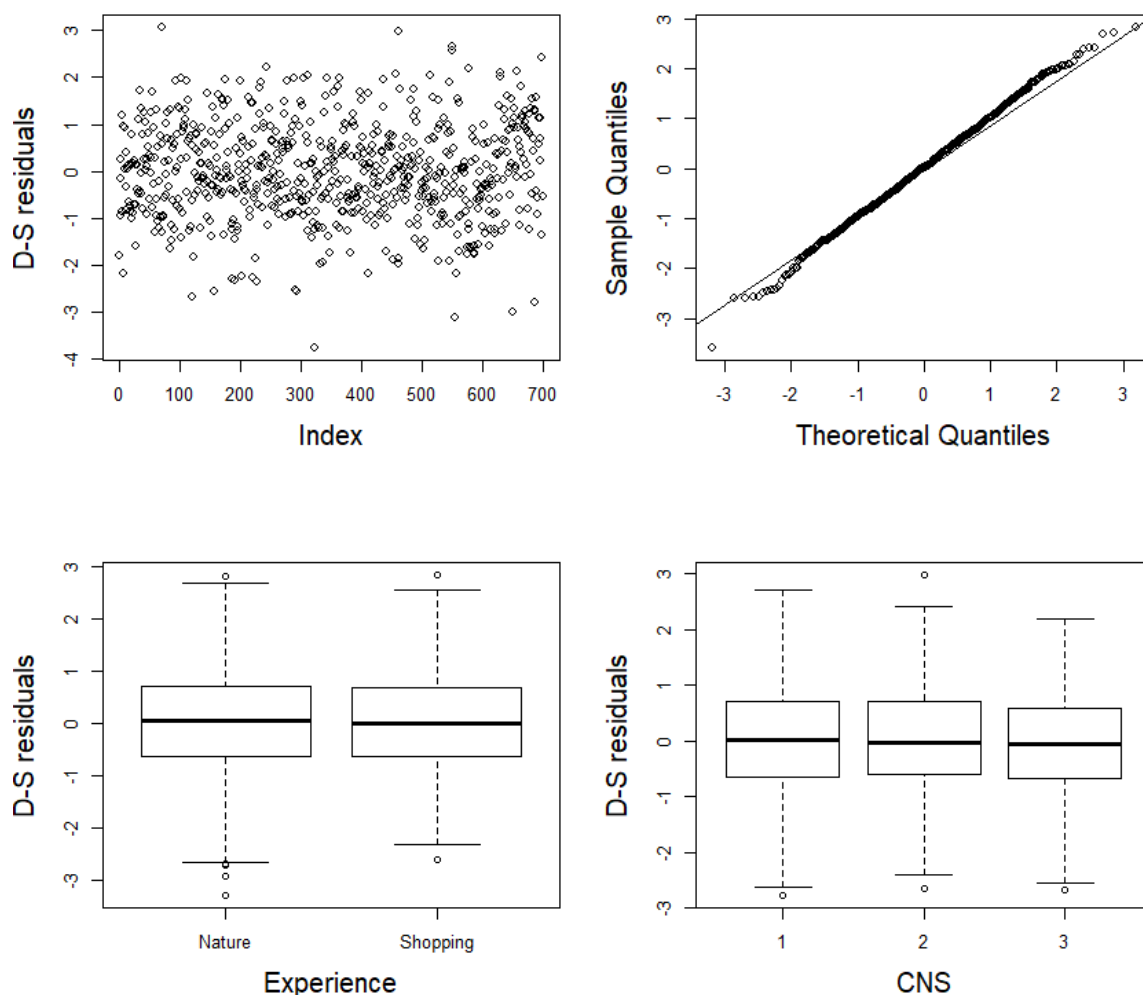 D-S residuals
3
2
1
0
-1
-2
-3
-4
0 100 200 300 400 500 600 700
Index
Sample Quantiles
3
2
1
0
-1
-2
-3
-3 -2 -1 0 1 2 3
Theoretical Quantiles
D-S residuals
3
2
1
0
-1
-2
-3
Nature Shopping
Experience
D-S residuals
3
2
1
0
-1
-2
-3
1 2 3
CNS